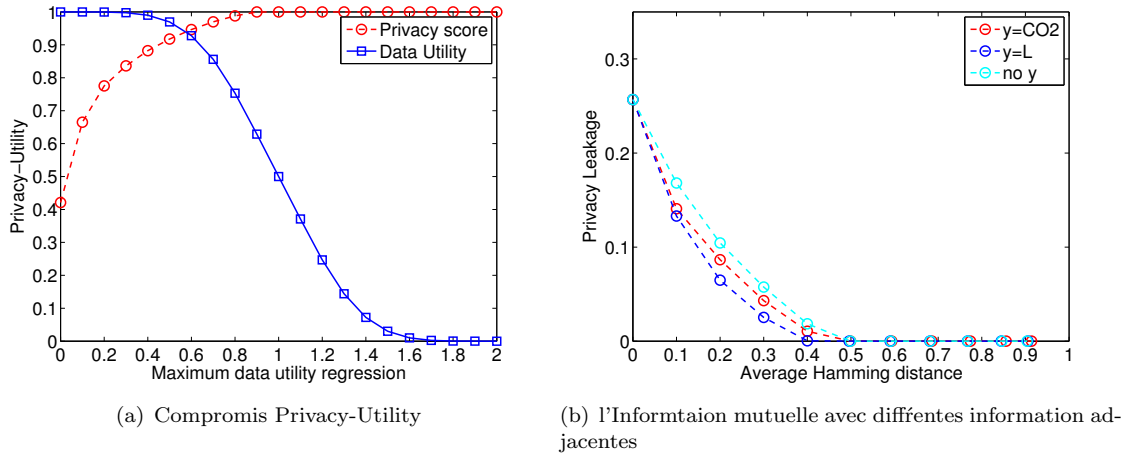 1
0.9
0.8
0.7
0.6
0.5
0.4
0.3
0.2
0.1
0
0 0.2 0.4 0.6 0.8 1.0 1.2 1.4 1.6 1.8 2
Privacy-Utility
Maximum data utility regression
Privacy score
Data Utility
(a) Compromis Privacy-Utility
0.3
0.2
0.1
0
0 0.1 0.2 0.3 0.4 0.5 0.6 0.7 0.8 0.9 1
Privacy Leakage
Average Hamming distance
y=CO2
y=L
no y
(b) l'Informtaion mutuelle avec diffrentes information ad-
jacentes